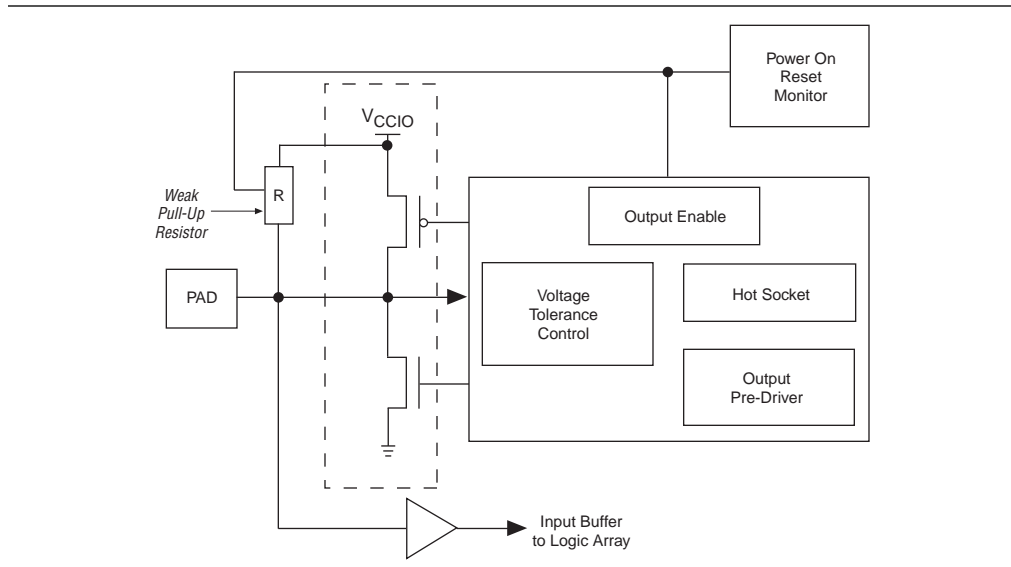 Power On
Reset
Monitor
VCCIO
Weak
Pull-Up
Resistor
R
Output Enable
PAD
Voltage
Tolerance
Control
Hot Socket
Output
Pre-Driver
Input Buffer
to Logic Array